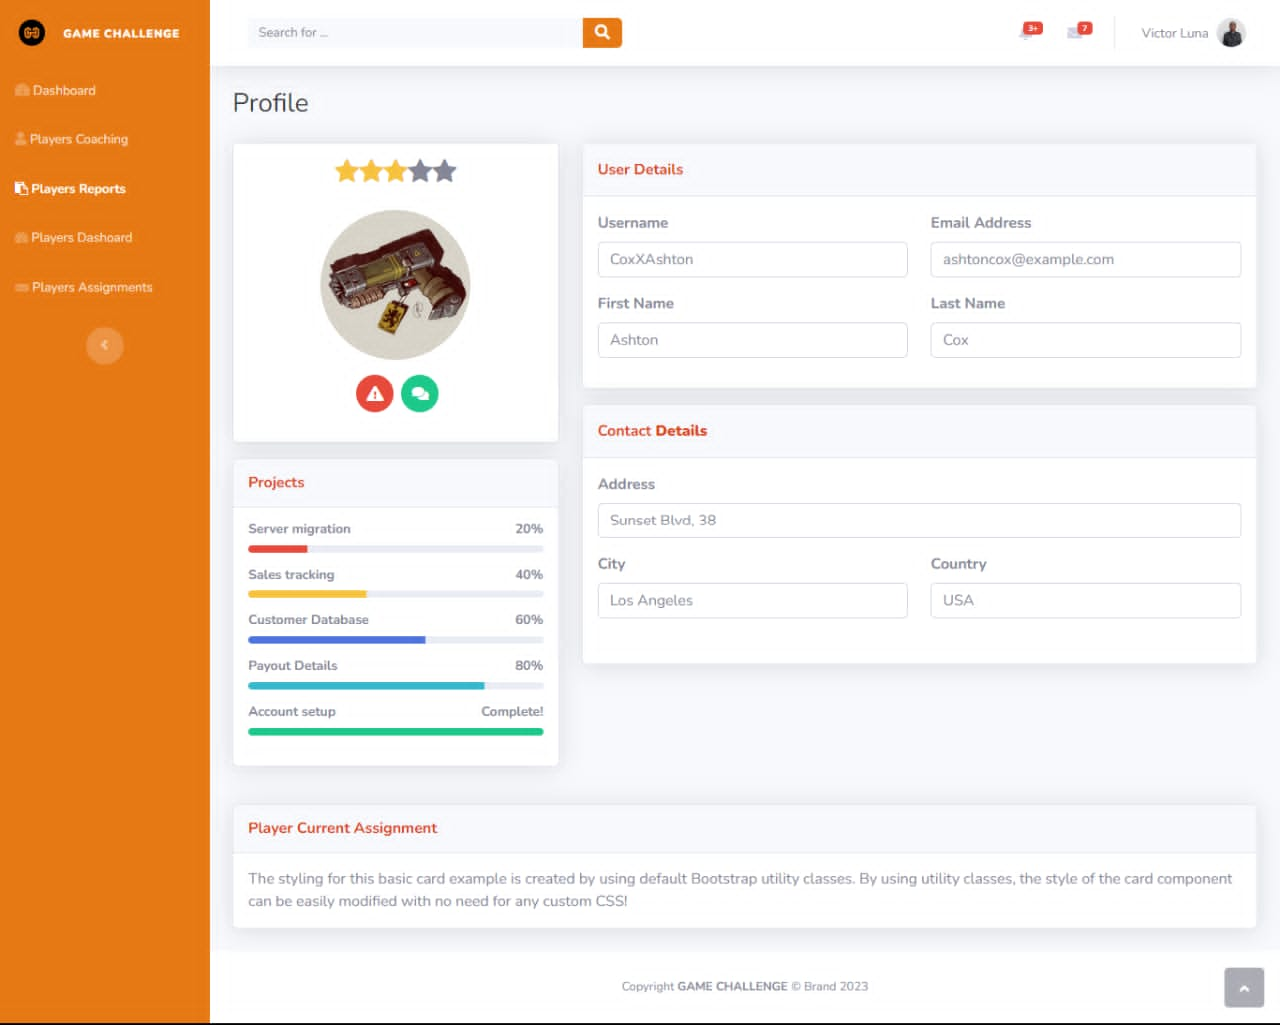 GAME CHALLENGE
Search for ...
3+
7
Victor Luna
Dashboard
Players Coaching
Players Reports
Players Dashoard
Players Assignments
Profile
User Details
Username
Email Address
CoxXAshton
ashtoncox@example.com
First Name
Last Name
Ashton
Cox
Contact Details
Address
Sunset Blvd, 38
City
Country
Los Angeles
USA
Projects
Server migration 20%
Sales tracking 40%
Customer Database 60%
Payout Details 80%
Account setup Complete!
Player Current Assignment
The styling for this basic card example is created by using default Bootstrap utility classes. By using utility classes, the style of the card component
can be easily modified with no need for any custom CSS!
Copyright GAME CHALLENGE © Brand 2023